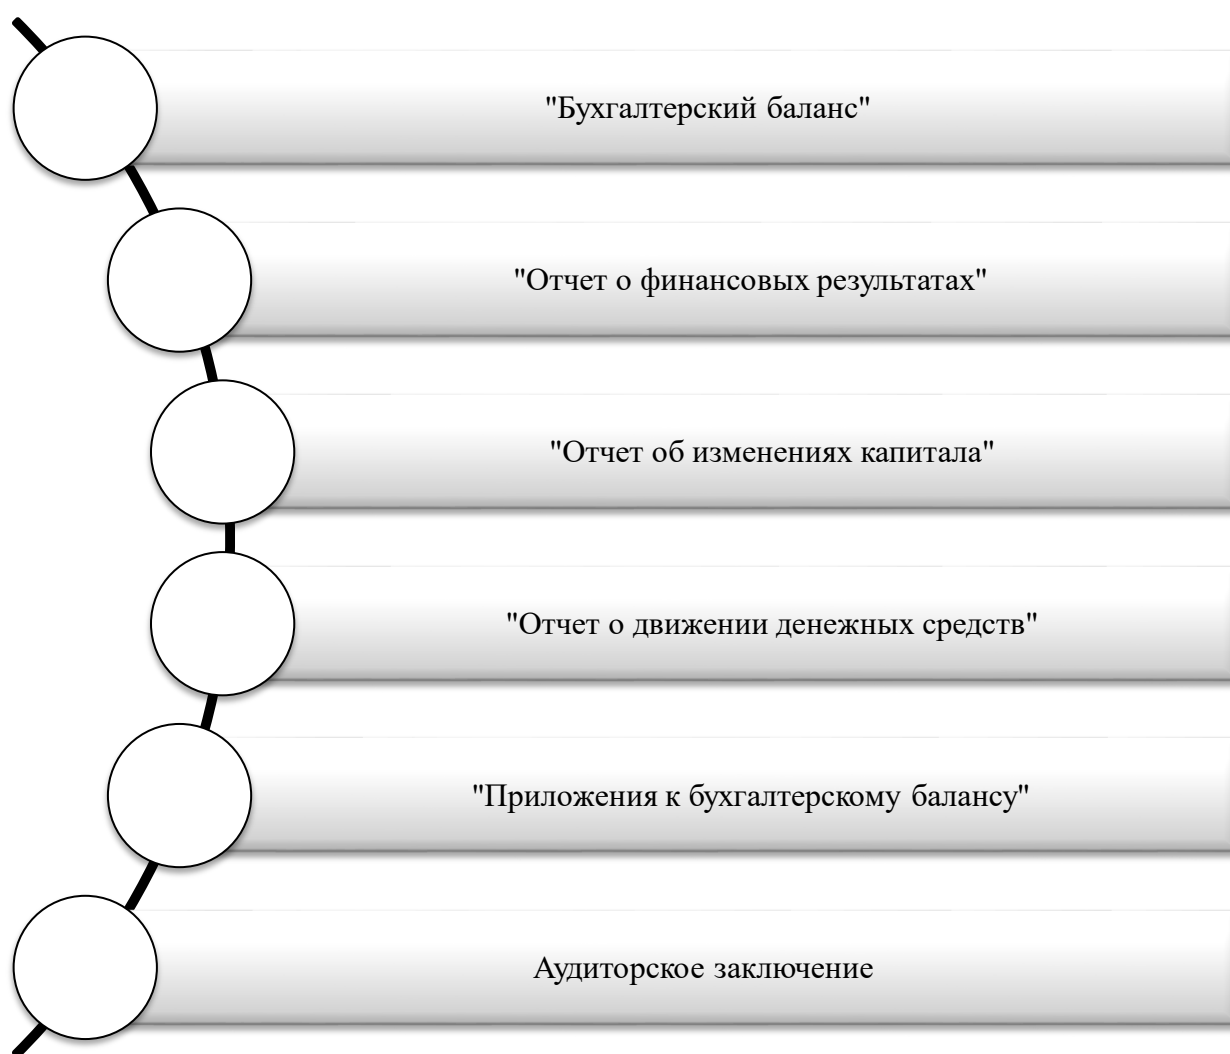 "Бухгалтерский баланс"
"Отчет о финансовых результатах"
"Отчет об изменениях капитала"
"Отчет о движении денежных средств"
"Приложения к бухгалтерскому балансу"
Аудиторское заключение